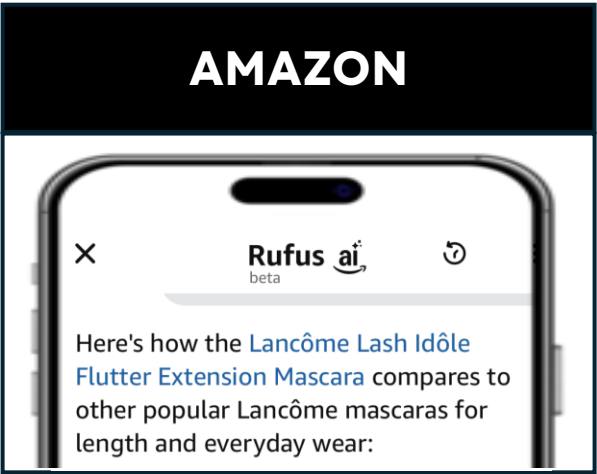 AMAZON
Rufus ai
beta
Here's how the Lancôme Lash Idôle
Flutter Extension Mascara compares to
other popular Lancôme mascaras for
length and everyday wear: